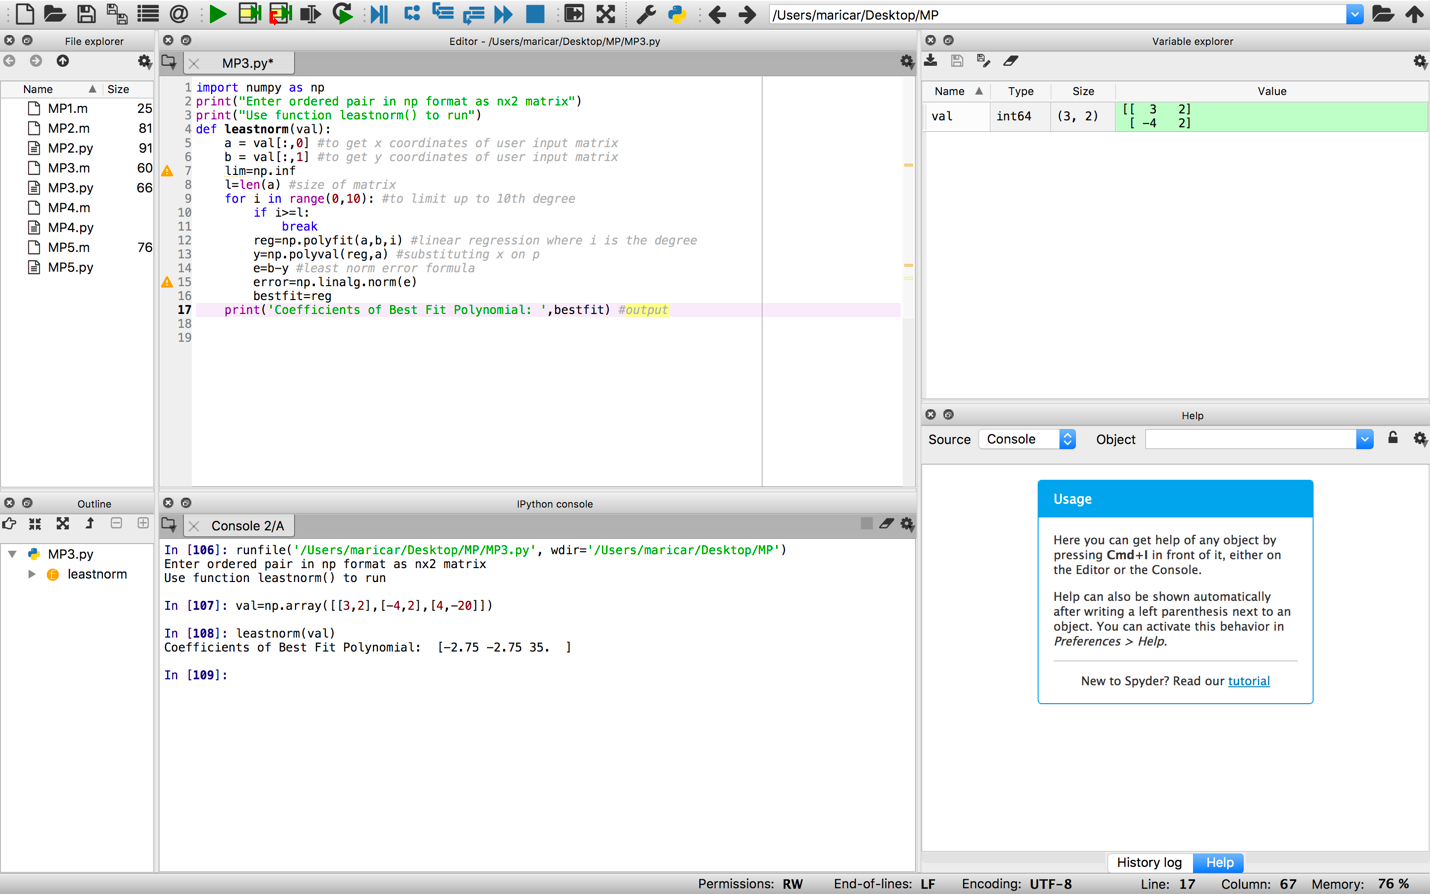 /Users/maricar/Desktop/MP
File explorer
Name Size
MP1.m 25
MP2.m 81
MP2.py 91
MP3.m 60
MP3.py 66
MP4.m
MP4.py
MP5.m 76
MP5.py
Editor - /Users/maricar/Desktop/MP/MP3.py
MP3.py*
1 import numpy as np
2 print("Enter ordered pair in np format as nx2 matrix")
3 print("Use function leastnorm() to run")
4 def leastnorm(val):
5 a = val[:,0] #to get x coordinates of user input matrix
6 b = val[:,1] #to get y coordinates of user input matrix
7 lim=np.inf
8 l=len(a) #size of matrix
9 for i in range(0,10): #to limit up to 10th degree
10 if i>=l:
11 break
12 reg=np.polyfit(a,b,i) #linear regression where i is the degree
13 y=np.polyval(reg,a) #substituting x on p
14 e=b-y #least norm error formula
15 error=np.linalg.norm(e)
16 bestfit=reg
17 print('Coefficients of Best Fit Polynomial: ',bestfit) #output
18
19
Variable explorer
Name Type Size Value
val int64 (3, 2) [[ 3 2]
[ -4 2]
Help
Source Console Object
Usage
Here you can get help of any object by
pressing Cmd+I in front of it, either on
the Editor or the Console.
Help can also be shown automatically
after writing a left parenthesis next to an
object. You can activate this behavior in
Preferences > Help.
New to Spyder? Read our tutorial
History log Help
Outline
MP3.py
leastnorm
IPython console
Console 2/A
In [106]: runfile('/Users/maricar/Desktop/MP/MP3.py', wdir='/Users/maricar/Desktop/MP')
Enter ordered pair in np format as nx2 matrix
Use function leastnorm() to run
In [107]: val=np.array([[3,2],[-4,2],[4,-20]])
In [108]: leastnorm(val)
Coefficients of Best Fit Polynomial:  [-2.75 -2.75 35.  ]
In [109]:
Permissions: RW End-of-lines: LF Encoding: UTF-8 Line: 17 Column: 67 Memory: 76 %